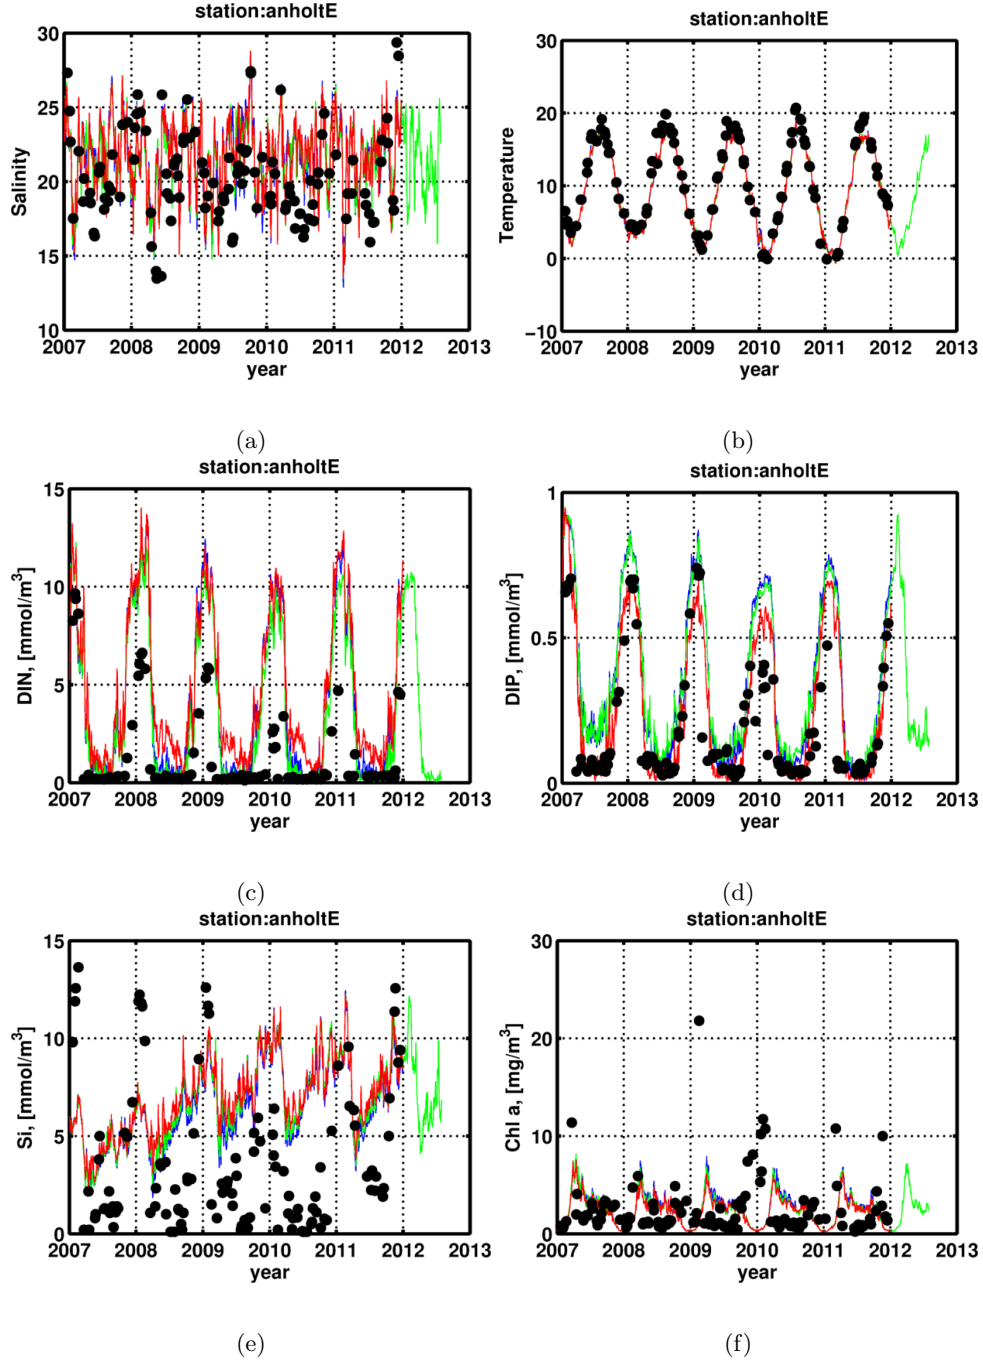 station:anholtE
station:anholtE
30
25
20
15
10
Salinity
2007 2008 2009 2010 2011 2012 2013
year
30
20
10
0
−10
Temperature
2007 2008 2009 2010 2011 2012 2013
year
(a)
(b)
station:anholtE
station:anholtE
15
10
5
0
DIN, [mmol/m³]
2007 2008 2009 2010 2011 2012 2013
year
1
0.5
0
DIP, [mmol/m³]
2007 2008 2009 2010 2011 2012 2013
year
(c)
(d)
station:anholtE
station:anholtE
15
10
5
0
Si, [mmol/m³]
2007 2008 2009 2010 2011 2012 2013
year
30
20
10
0
Chl a, [mg/m³]
2007 2008 2009 2010 2011 2012 2013
year
(e)
(f)